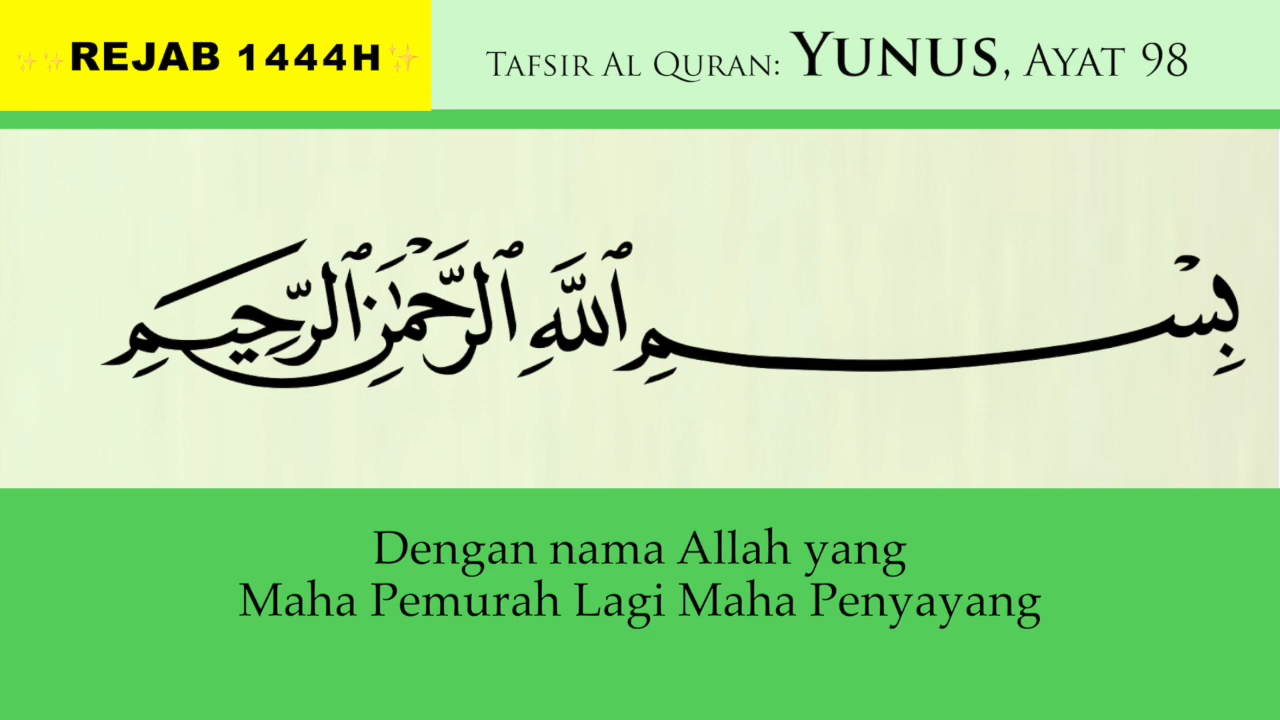 ✨✨REJAB 1444H✨
TAFSIR AL QURAN: YUNUS, AYAT 98
بِسْمِ ٱللَّهِ ٱلرَّحْمَٰنِ ٱلرَّحِيمِ
Dengan nama Allah yang
Maha Pemurah Lagi Maha Penyayang